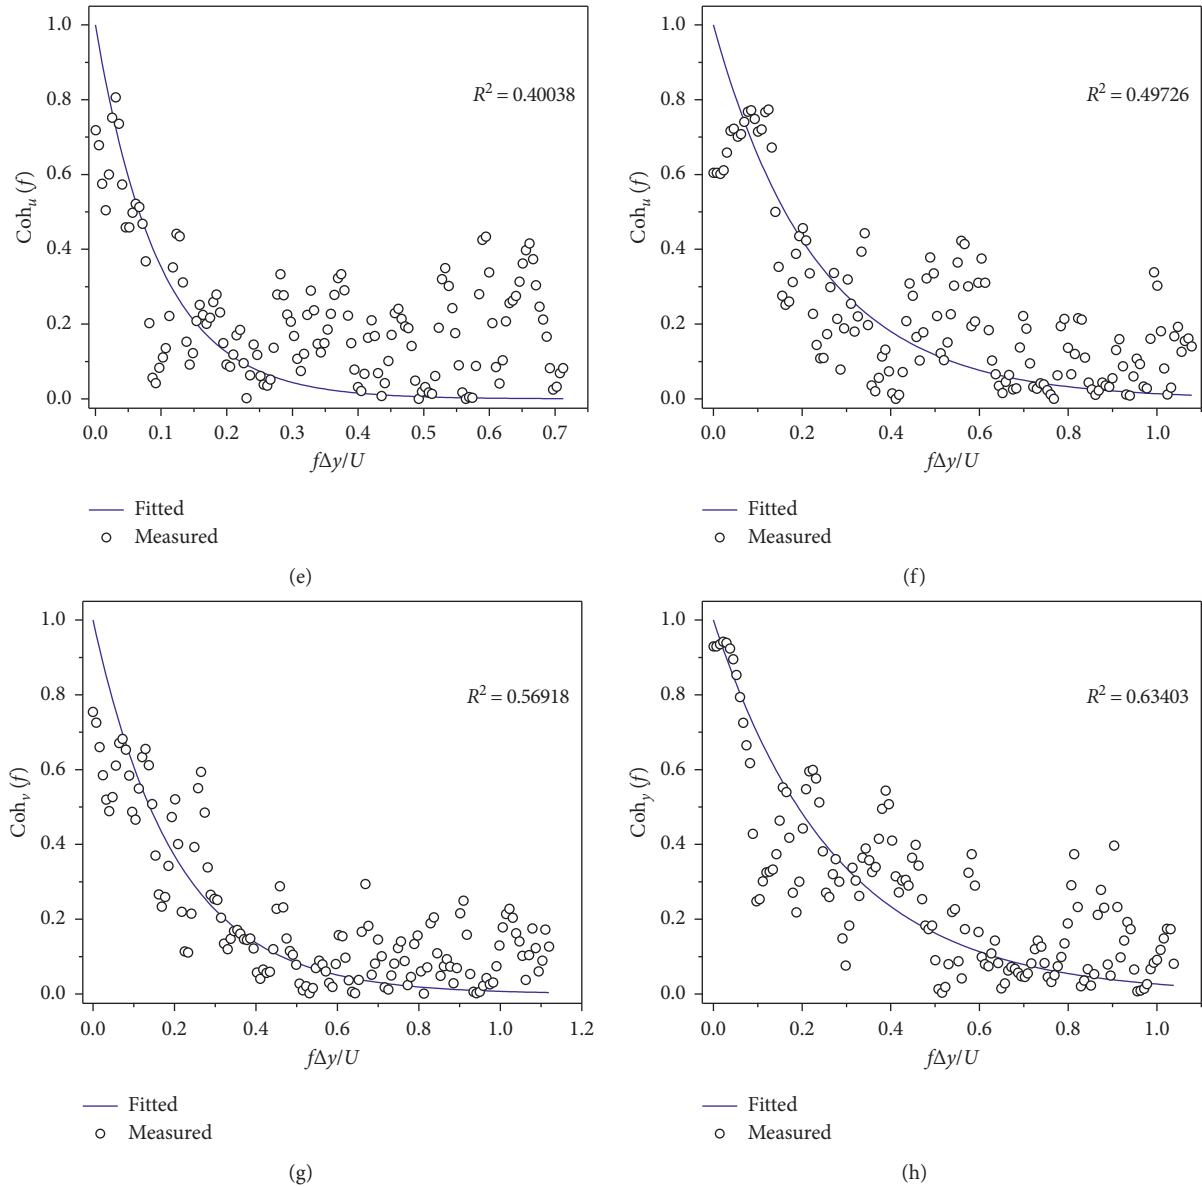 1.0
0.8
0.6
0.4
0.2
0.0
Coh_u (f)
R² = 0.40038
0.0 0.1 0.2 0.3 0.4 0.5 0.6 0.7
fΔy/U
Fitted
Measured
(e)
1.0
0.8
0.6
0.4
0.2
0.0
Coh_u (f)
R² = 0.49726
0.0 0.2 0.4 0.6 0.8 1.0
fΔy/U
Fitted
Measured
(f)
1.0
0.8
0.6
0.4
0.2
0.0
Coh_v (f)
R² = 0.56918
0.0 0.2 0.4 0.6 0.8 1.0 1.2
fΔy/U
Fitted
Measured
(g)
1.0
0.8
0.6
0.4
0.2
0.0
Coh_y (f)
R² = 0.63403
0.0 0.2 0.4 0.6 0.8 1.0
fΔy/U
Fitted
Measured
(h)